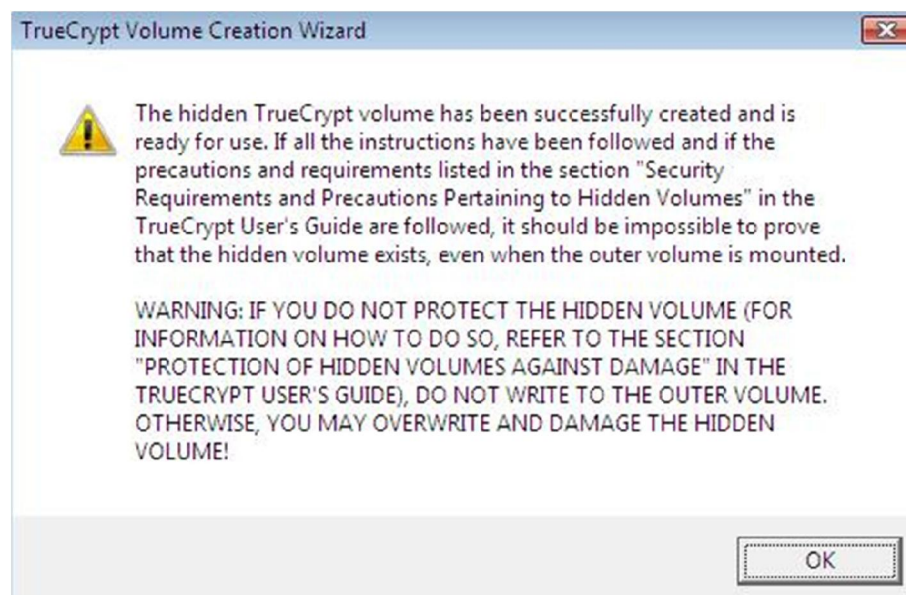 TrueCrypt Volume Creation Wizard
The hidden TrueCrypt volume has been successfully created and is
ready for use. If all the instructions have been followed and if the
precautions and requirements listed in the section "Security
Requirements and Precautions Pertaining to Hidden Volumes" in the
TrueCrypt User's Guide are followed, it should be impossible to prove
that the hidden volume exists, even when the outer volume is mounted.
WARNING: IF YOU DO NOT PROTECT THE HIDDEN VOLUME (FOR
INFORMATION ON HOW TO DO SO, REFER TO THE SECTION
"PROTECTION OF HIDDEN VOLUMES AGAINST DAMAGE" IN THE
TRUECRYPT USER'S GUIDE), DO NOT WRITE TO THE OUTER VOLUME.
OTHERWISE, YOU MAY OVERWRITE AND DAMAGE THE HIDDEN
VOLUME!
OK